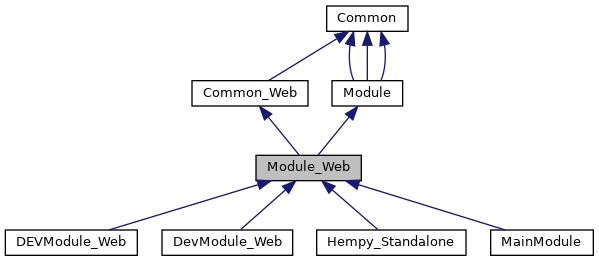 Common
Common_Web
Module
Module_Web
DEVModule_Web
DevModule_Web
Hempy_Standalone
MainModule